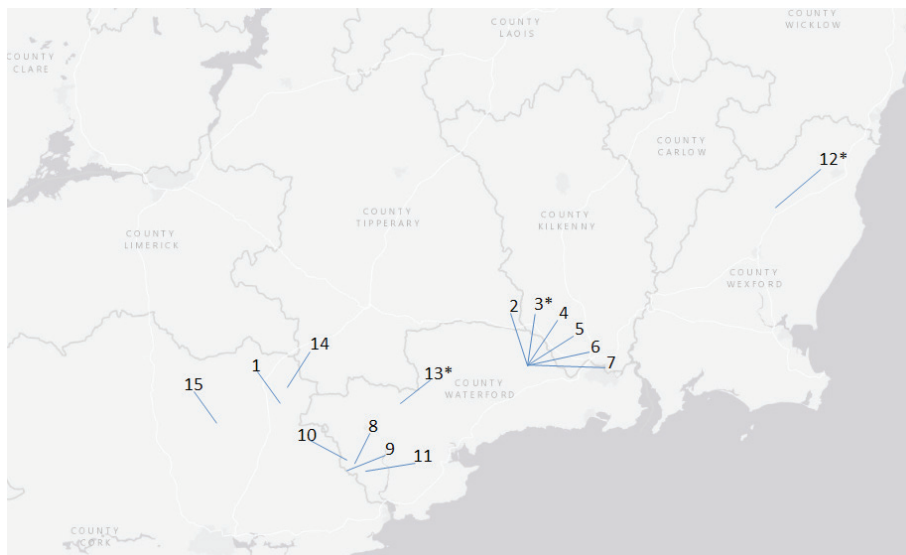 COUNTY
WICKLOW
COUNTY
LAOIS
COUNTY
CLARE
COUNTY
CARLOW
12*
COUNTY
TIPPERARY
COUNTY
KILKENNY
COUNTY
LIMERICK
COUNTY
WEXFORD
2
3*
4
5
6
7
14
1
15
13*
COUNTY
WATERFORD
8
10
9
11
COUNTY
CORK